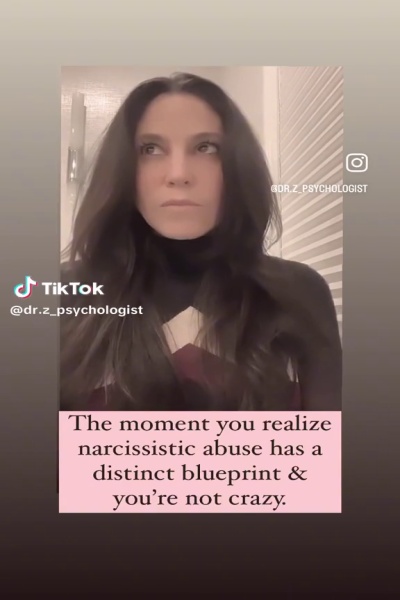 @DR.Z_PSYCHOLOGIST
TikTok
@dr.z_psychologist
The moment you realize
narcissistic abuse has a
distinct blueprint &
you're not crazy.